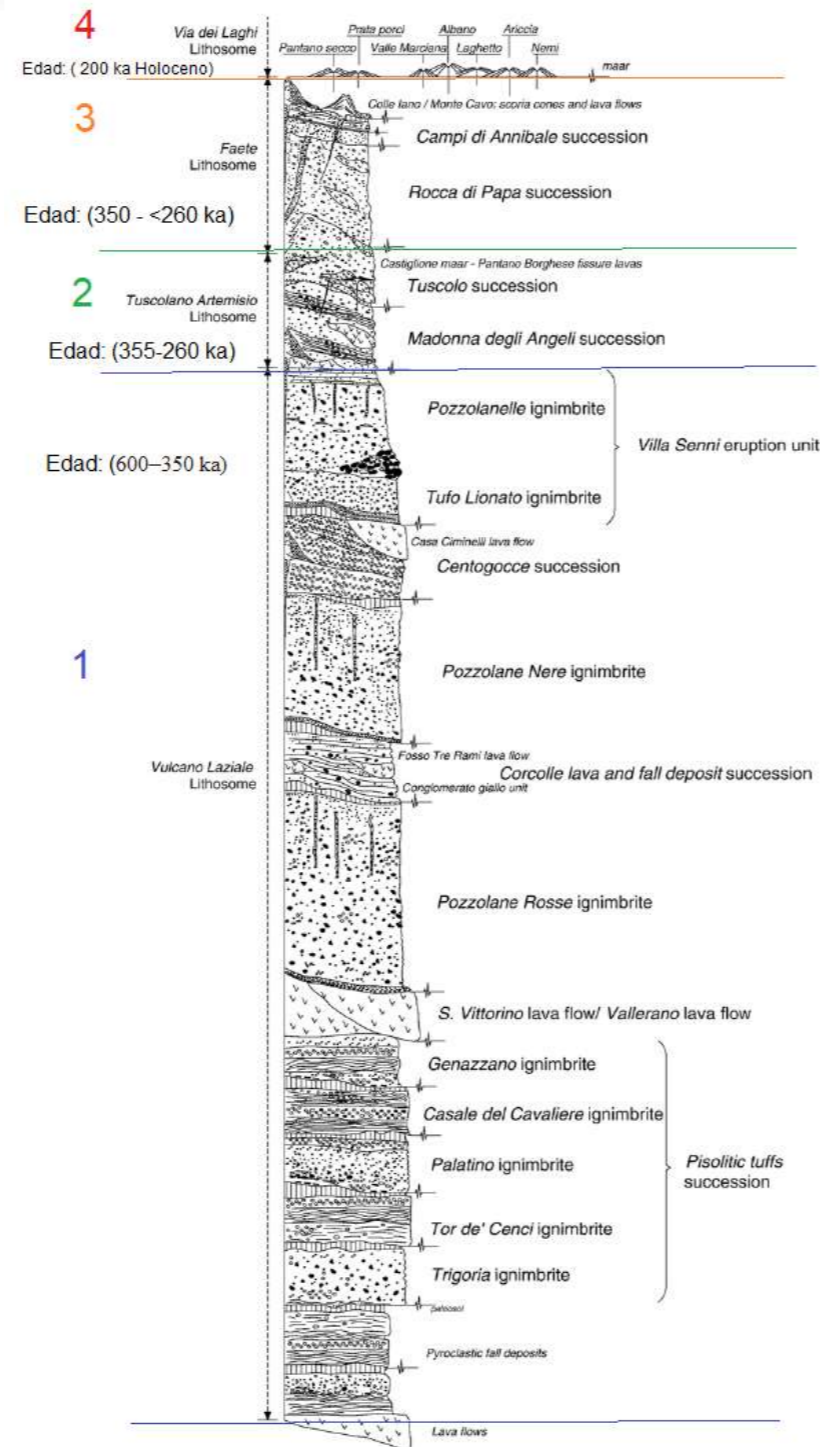 4
Via dei Laghi
Lithosome
Edad: ( 200 ka Holoceno)
Prata porci
Albano
Ariccia
Pantano secco
Valle Marciana
Laghetto
Nemi
maar
3
Colle Iano / Monte Cavo; scoria cones and lava flows
Campi di Annibale succession
Faete
Lithosome
Rocca di Papa succession
Edad: (350 - <260 ka)
2
Castiglione maar - Pantano Borghese fissure lavas
Tuscolo succession
Tuscolano Artemisio
Lithosome
Madonna degli Angeli succession
Edad: (355-260 ka)
Pozzolanelle ignimbrite
Villa Senni eruption unit
Edad: (600–350 ka)
Tufo Lionato ignimbrite
Casa Ciminelli lava flow
Centogocce succession
1
Pozzolane Nere ignimbrite
Fosso Tre Rami lava flow
Vulcano Laziale
Lithosome
Corcolle lava and fall deposit succession
Conglomerato giallo unit
Pozzolane Rosse ignimbrite
S. Vittorino lava flow/ Vallerano lava flow
Genazzano ignimbrite
Casale del Cavaliere ignimbrite
Palatino ignimbrite
Pisolitic tuffs
succession
Tor de' Cenci ignimbrite
Trigoria ignimbrite
paleosol
Pyroclastic fall deposits
Lava flows